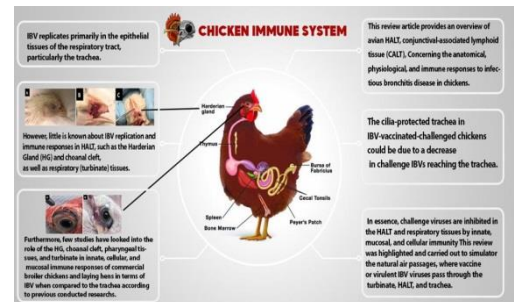 CHICKEN IMMUNE SYSTEM
IBV replicates primarily in the epithelial
tissues of the respiratory tract,
particularly the trachea.
However, little is known about IBV replication and
immune responses in HALT, such as the Harderian
Gland (HG) and choanal cleft,
as well as respiratory (turbinate) tissues.
Furthermore, few studies have looked into the
role of the HG, choanal cleft, pharyngeal tis-
sues, and turbinate in innate, cellular, and
mucosal immune responses of commercial
broiler chickens and laying hens in terms of
IBV when compared to the trachea according
to previous conducted researchs.
Harderian
gland
Thymus
Spleen
Bone Marrow
Bursa of
Fabricius
Cecal Tonsils
Peyer's Patch
This review article provides an overview of
avian HALT, conjunctival-associated lymphoid
tissue (CALT), Concerning the anatomical,
physiological, and immune responses to infec-
tious bronchitis disease in chickens.
The cilia-protected trachea in
IBV-vaccinated-challenged chickens
could be due to a decrease
in challenge IBVs reaching the trachea.
In essence, challenge viruses are inhibited in
the HALT and respiratory tissues by innate,
mucosal, and cellular immunity This review
was highlighted and carried out to simulator
the natural air passages, where vaccine
or virulent IBV viruses pass through the
turbinate, HALT, and trachea.